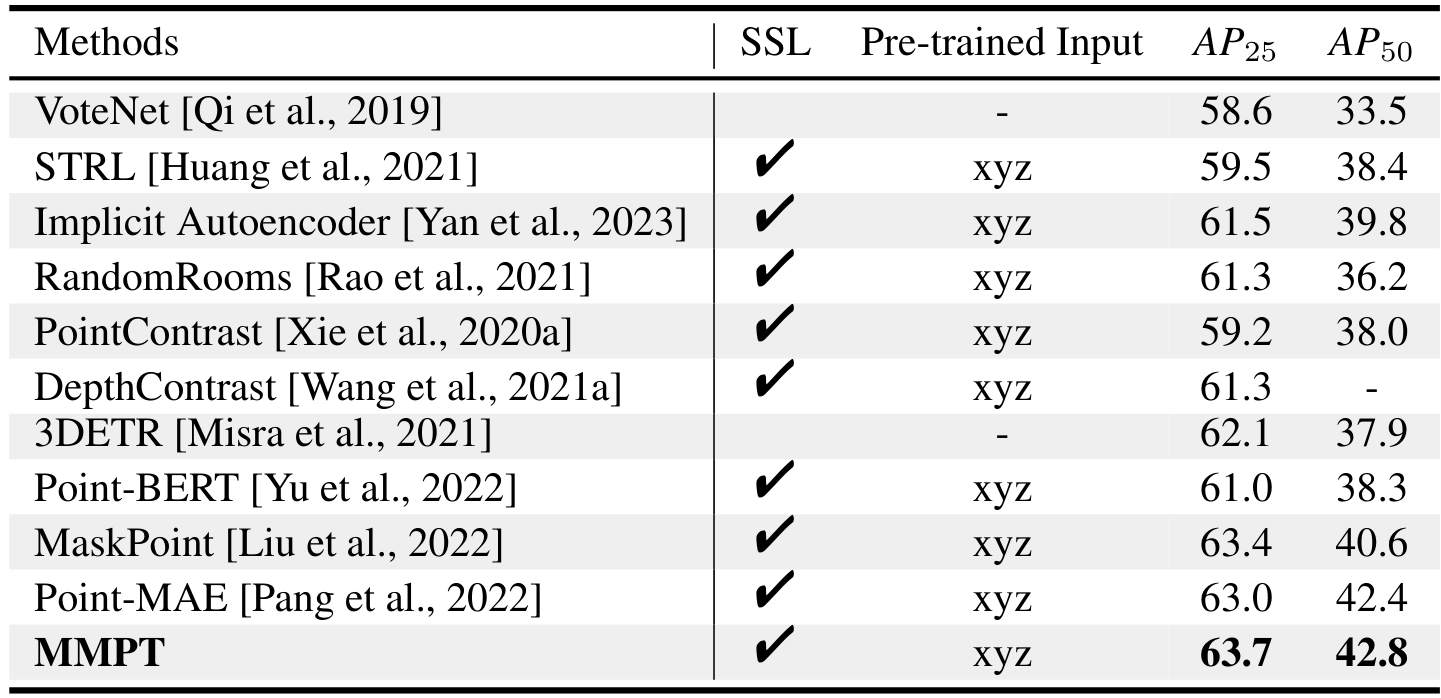 Methods SSL Pre-trained Input AP25 AP50
VoteNet [Qi et al., 2019] - 58.6 33.5
STRL [Huang et al., 2021] ✓ xyz 59.5 38.4
Implicit Autoencoder [Yan et al., 2023] ✓ xyz 61.5 39.8
RandomRooms [Rao et al., 2021] ✓ xyz 61.3 36.2
PointContrast [Xie et al., 2020a] ✓ xyz 59.2 38.0
DepthContrast [Wang et al., 2021a] ✓ xyz 61.3 -
3DETR [Misra et al., 2021] - 62.1 37.9
Point-BERT [Yu et al., 2022] ✓ xyz 61.0 38.3
MaskPoint [Liu et al., 2022] ✓ xyz 63.4 40.6
Point-MAE [Pang et al., 2022] ✓ xyz 63.0 42.4
MMPT ✓ xyz 63.7 42.8